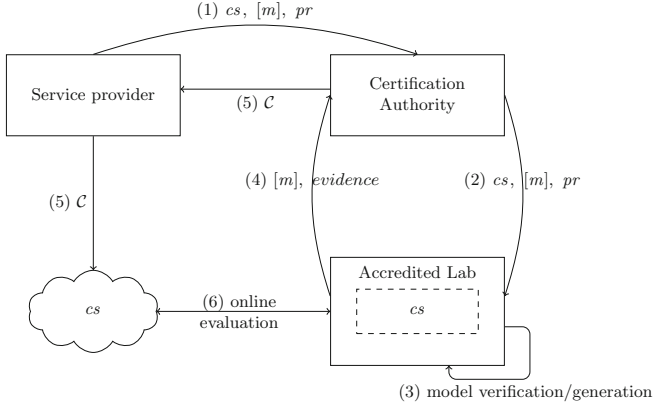 (1) cs, [m], pr
Service provider
Certification
Authority
(5) 𝒞
(4) [m], evidence
(2) cs, [m], pr
(5) 𝒞
Accredited Lab
cs
(6) online
evaluation
cs
(3) model verification/generation